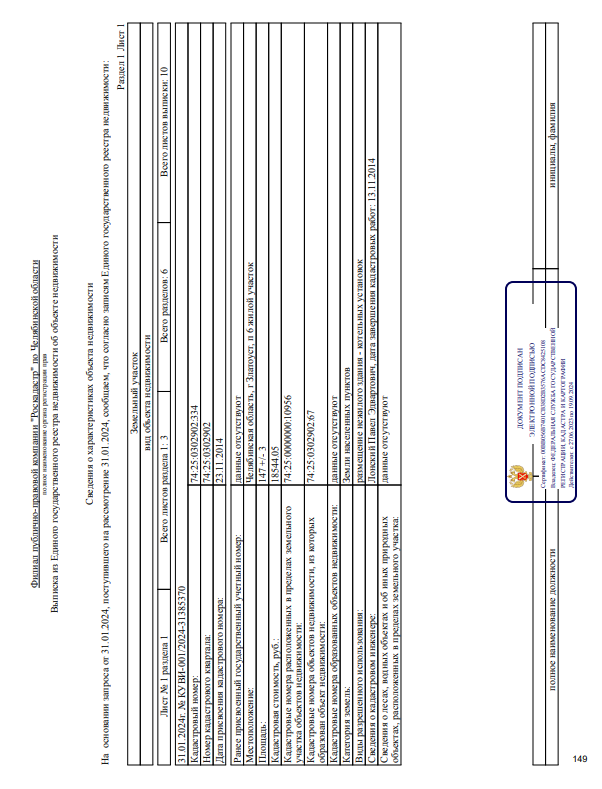 Филиал публично-правовой компании "Роскадастр" по Челябинской области
полное наименование органа регистрации прав
Выписка из Единого государственного реестра недвижимости об объекте недвижимости
Сведения о характеристиках объекта недвижимости
На основании запроса от 31.01.2024, поступившего на рассмотрение 31.01.2024, сообщаем, что согласно записям Единого государственного реестра недвижимости:
Раздел 1 Лист 1
Земельный участок
вид объекта недвижимости
Лист № 1 раздела 1 Всего листов раздела 1: 3 Всего разделов: 6 Всего листов выписки: 10
31.01.2024г. № КУВИ-001/2024-31385370
Кадастровый номер: 74:25:0302902:334
Номер кадастрового квартала: 74:25:0302902
Дата присвоения кадастрового номера: 23.11.2014
Ранее присвоенный государственный учетный номер: данные отсутствуют
Местоположение: Челябинская область, г Златоуст, п 6 жилой участок
Площадь: 147 +/- 3
Кадастровая стоимость, руб.: 18544.05
Кадастровые номера расположенных в пределах земельного 74:25:0000000:10956
участка объектов недвижимости:
Кадастровые номера объектов недвижимости, из которых 74:25:0302902:67
образован объект недвижимости:
Кадастровые номера образованных объектов недвижимости: данные отсутствуют
Категория земель: Земли населенных пунктов
Виды разрешенного использования: размещение нежилого здания - котельных установок
Сведения о кадастровом инженере: Лонский Павел Эдвартович, дата завершения кадастровых работ: 13.11.2014
Сведения о лесах, водных объектах и об иных природных данные отсутствуют
объектах, расположенных в пределах земельного участка:
ДОКУМЕНТ ПОДПИСАН
ЭЛЕКТРОННОЙ ПОДПИСЬЮ
Сертификат:
Владелец: ФЕДЕРАЛЬНАЯ СЛУЖБА ГОСУДАРСТВЕННОЙ
РЕГИСТРАЦИИ, КАДАСТРА И КАРТОГРАФИИ
Действителен: с 27.06.2023 по 19.09.2024
полное наименование должности инициалы, фамилия
149